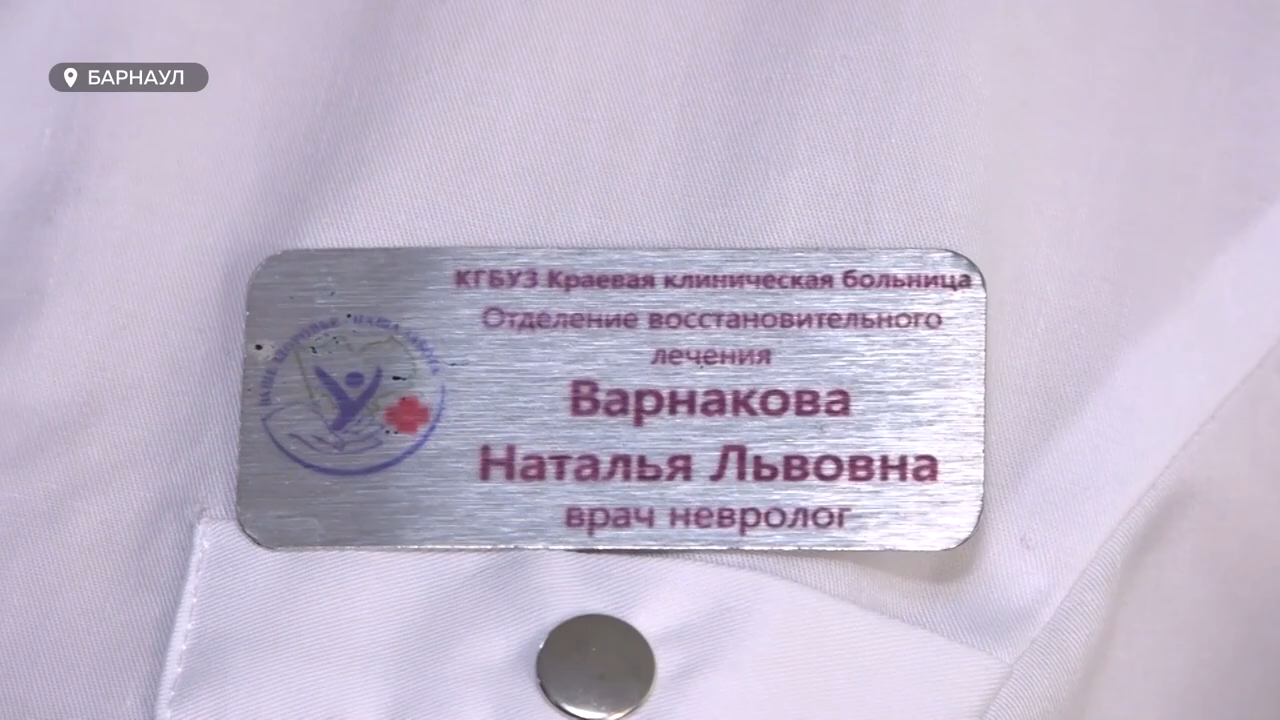 БАРНАУЛ
КГБУЗ Краевая клиническая больница
Отделение восстановительного
лечения
Варнакова
Наталья Львовна
врач невролог